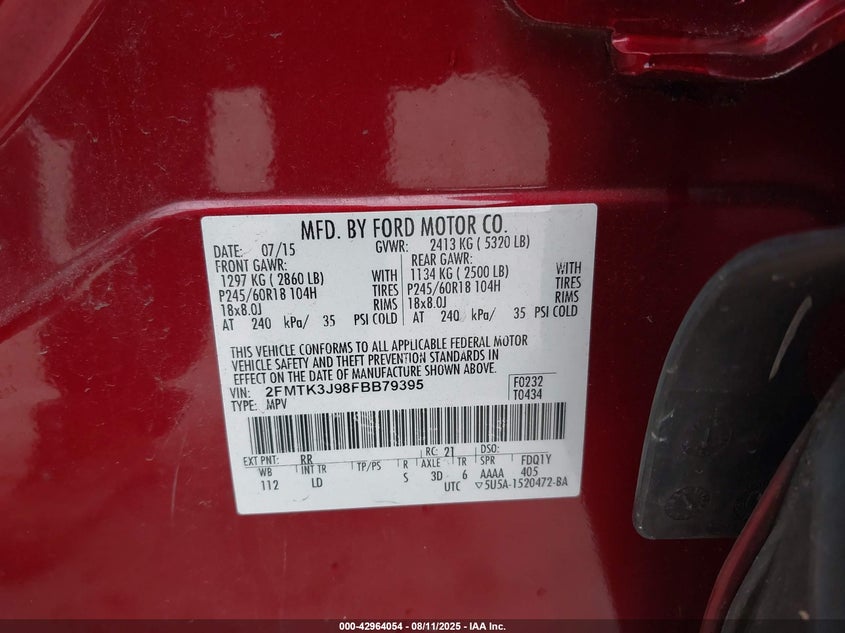 MFD. BY FORD MOTOR CO.
DATE: 07/15 GVWR: 2413 KG ( 5320 LB)
FRONT GAWR: REAR GAWR:
1297 KG ( 2860 LB) WITH 1134 KG ( 2500 LB) WITH
P245/60R18 104H TIRES P245/60R18 104H TIRES
18x8.0J RIMS 18x8.0J RIMS
AT 240 kPa/ 35 PSI COLD AT 240 kPa/ 35 PSI COLD
THIS VEHICLE CONFORMS TO ALL APPLICABLE FEDERAL MOTOR
VEHICLE SAFETY AND THEFT PREVENTION STANDARDS IN
EFFECT ON THE DATE OF MANUFACTURE SHOWN ABOVE.
VIN: 2FMTK3J98FBB79395 F0232
TYPE: MPV T0434
EXT PNT: RR RC: 21 DSO: FDQ1Y
WB INT TR TP/PS R AXLE TR SPR 405
112 LD S 3D 6 AAAA
UTC ▽5U5A-1520472-BA
000-42964054 - 08/11/2025 - IAA Inc.